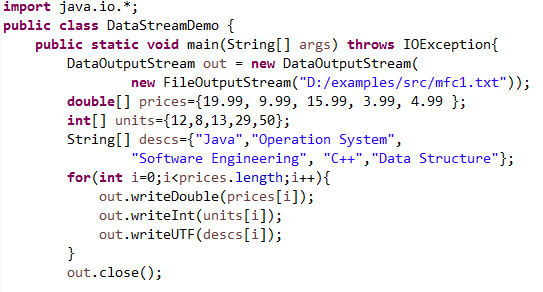 import java.io.*;
public class DataStreamDemo {
    public static void main(String[] args) throws IOException{
        DataOutputStream out = new DataOutputStream(
                new FileOutputStream("D:/examples/src/mfc1.txt"));
        double[] prices={19.99, 9.99, 15.99, 3.99, 4.99 };
        int[] units={12,8,13,29,50};
        String[] descs={"Java","Operation System",
                "Software Engineering", "C++","Data Structure"};
        for(int i=0;i<prices.length;i++){
            out.writeDouble(prices[i]);
            out.writeInt(units[i]);
            out.writeUTF(descs[i]);
        }
        out.close();